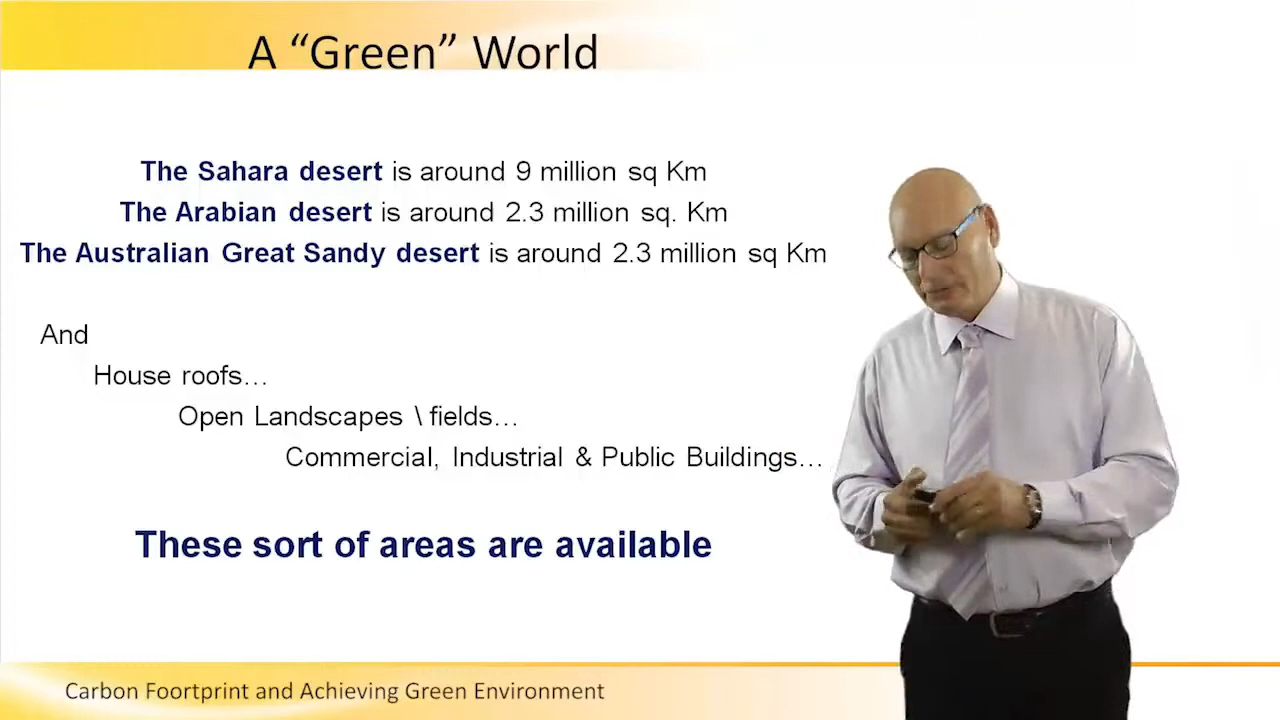 A “Green” World
The Sahara desert is around 9 million sq Km
The Arabian desert is around 2.3 million sq. Km
The Australian Great Sandy desert is around 2.3 million sq Km
And
House roofs…
Open Landscapes \ fields…
Commercial, Industrial & Public Buildings…
These sort of areas are available
Carbon Foortprint and Achieving Green Environment